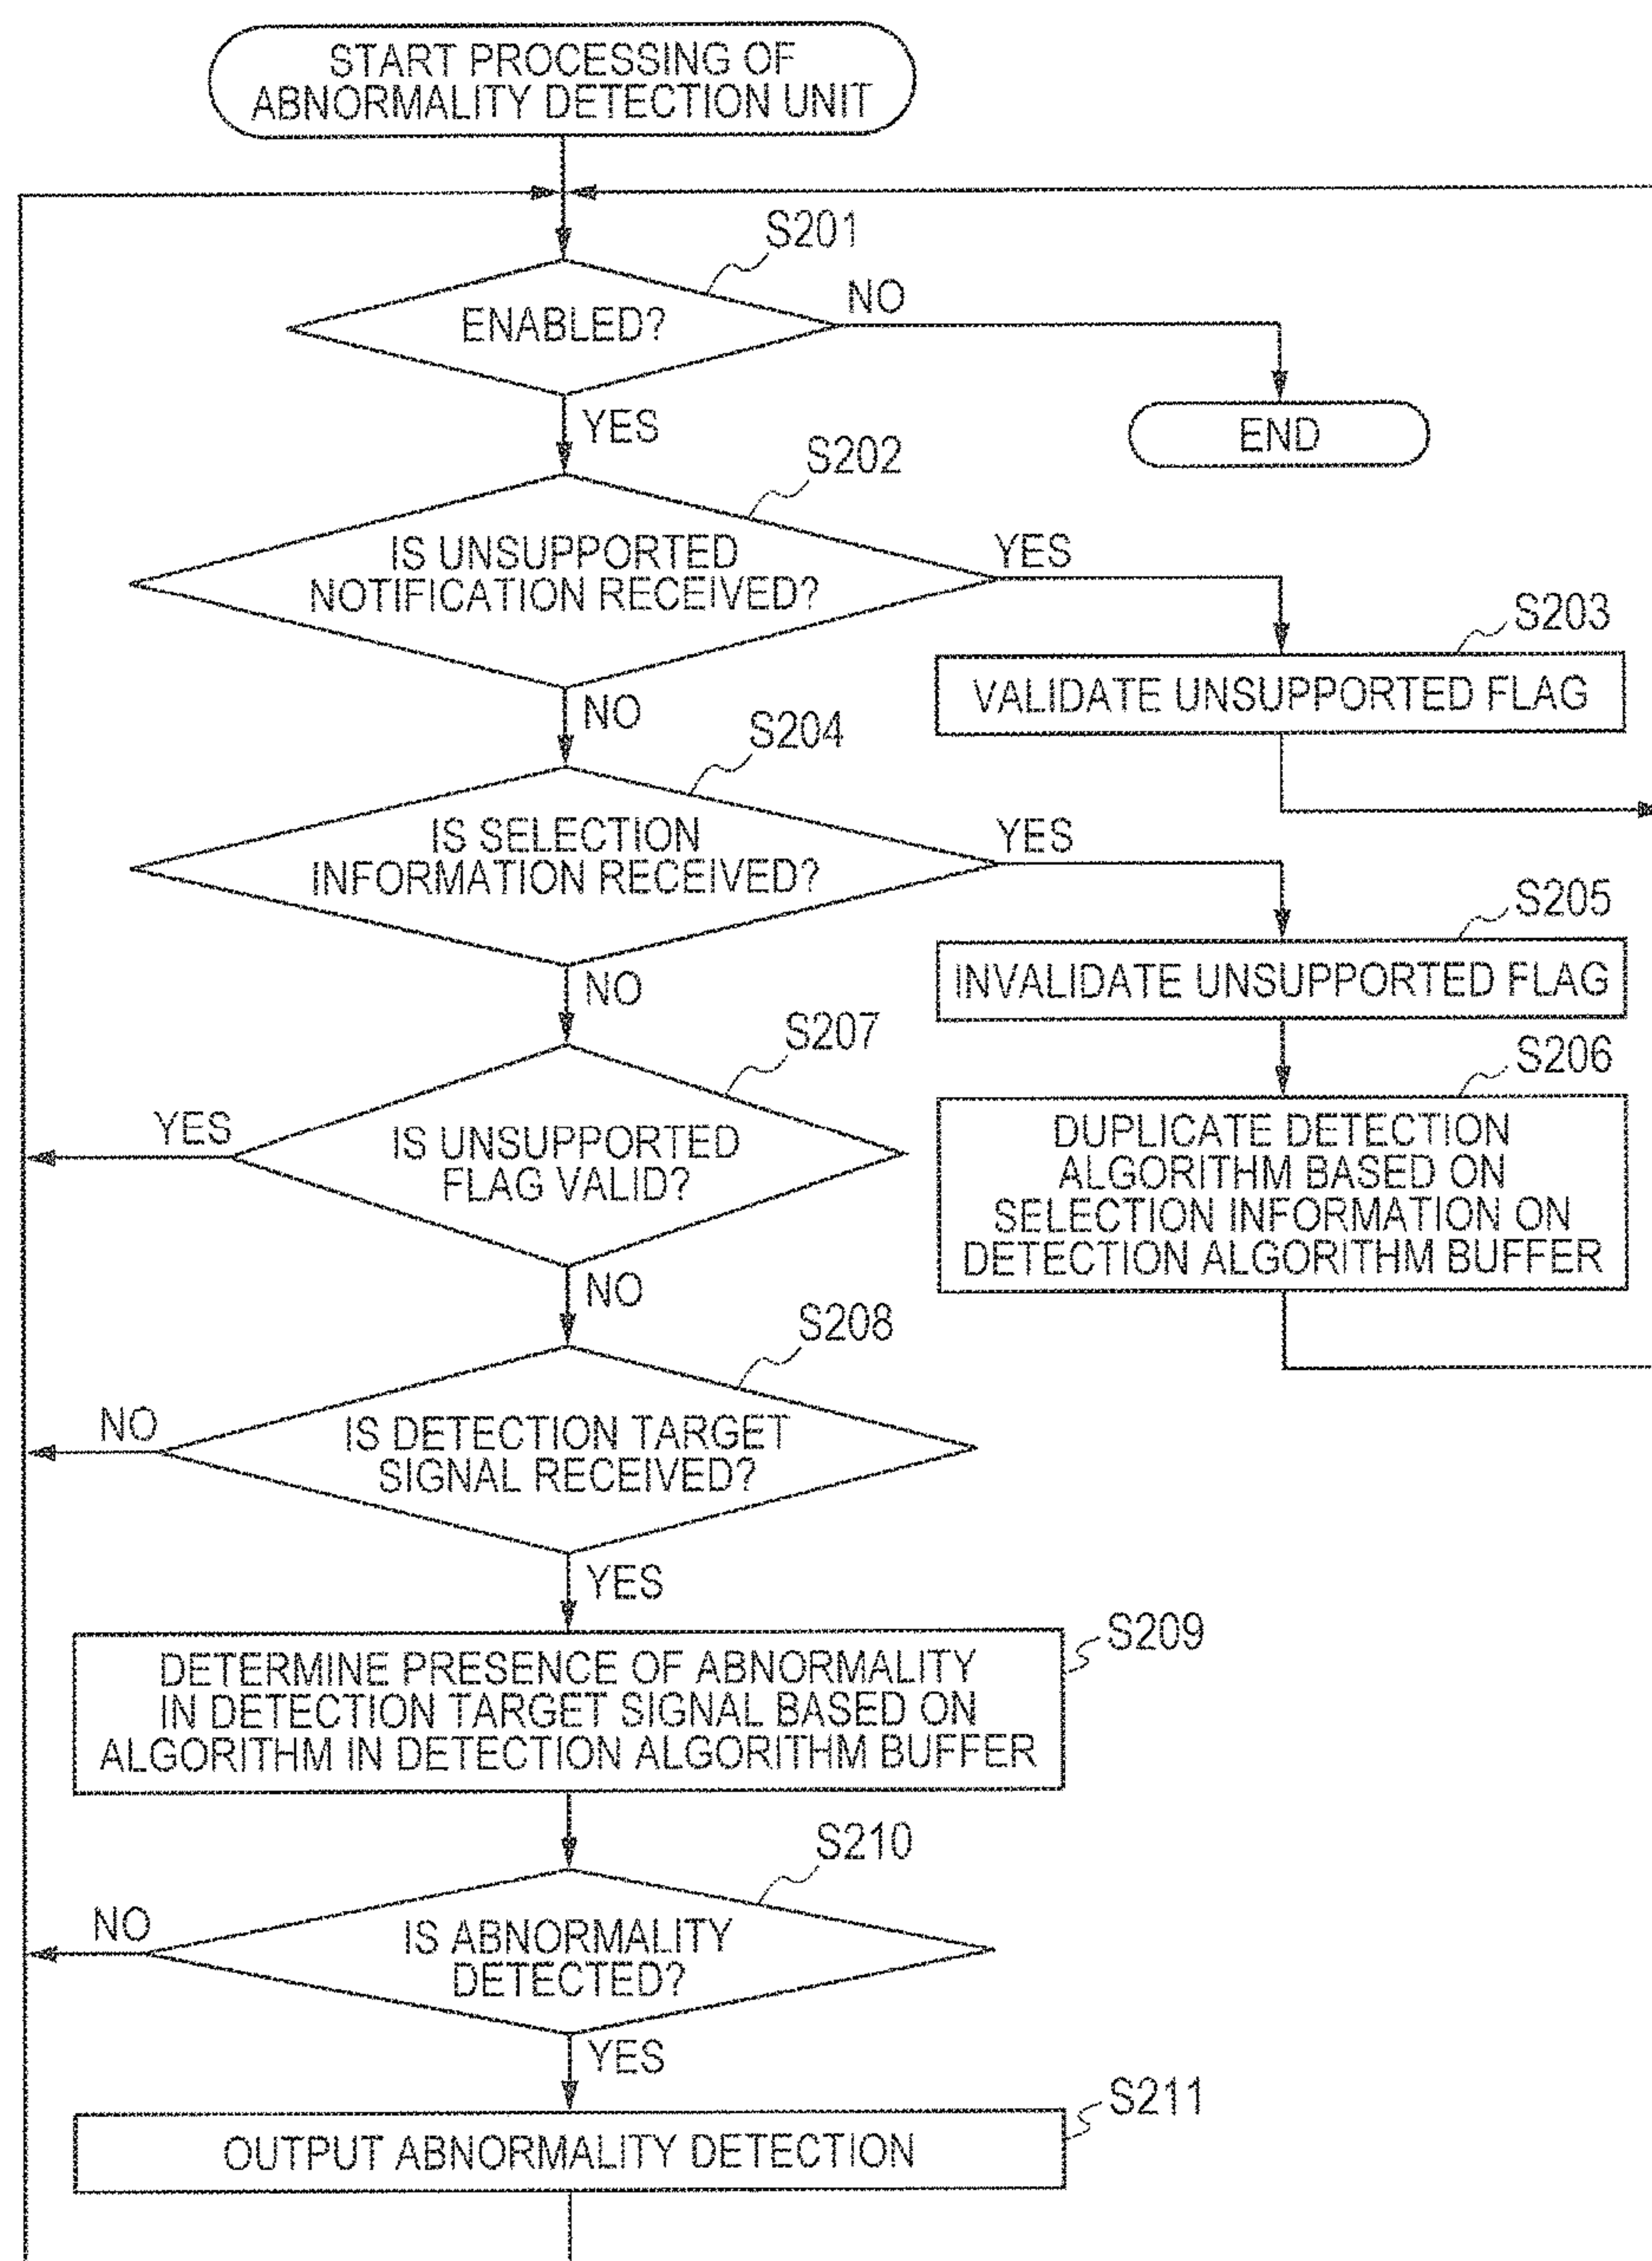 START PROCESSING OF
ABNORMALITY DETECTION UNIT
S201
ENABLED?
NO
YES
END
S202
IS UNSUPPORTED
NOTIFICATION RECEIVED?
YES
S203
VALIDATE UNSUPPORTED FLAG
NO
S204
IS SELECTION
INFORMATION RECEIVED?
YES
S205
INVALIDATE UNSUPPORTED FLAG
NO
S206
DUPLICATE DETECTION
ALGORITHM BASED ON
SELECTION INFORMATION ON
DETECTION ALGORITHM BUFFER
S207
YES
IS UNSUPPORTED
FLAG VALID?
NO
S208
NO
IS DETECTION TARGET
SIGNAL RECEIVED?
YES
S209
DETERMINE PRESENCE OF ABNORMALITY
IN DETECTION TARGET SIGNAL BASED ON
ALGORITHM IN DETECTION ALGORITHM BUFFER
S210
NO
IS ABNORMALITY
DETECTED?
YES
S211
OUTPUT ABNORMALITY DETECTION